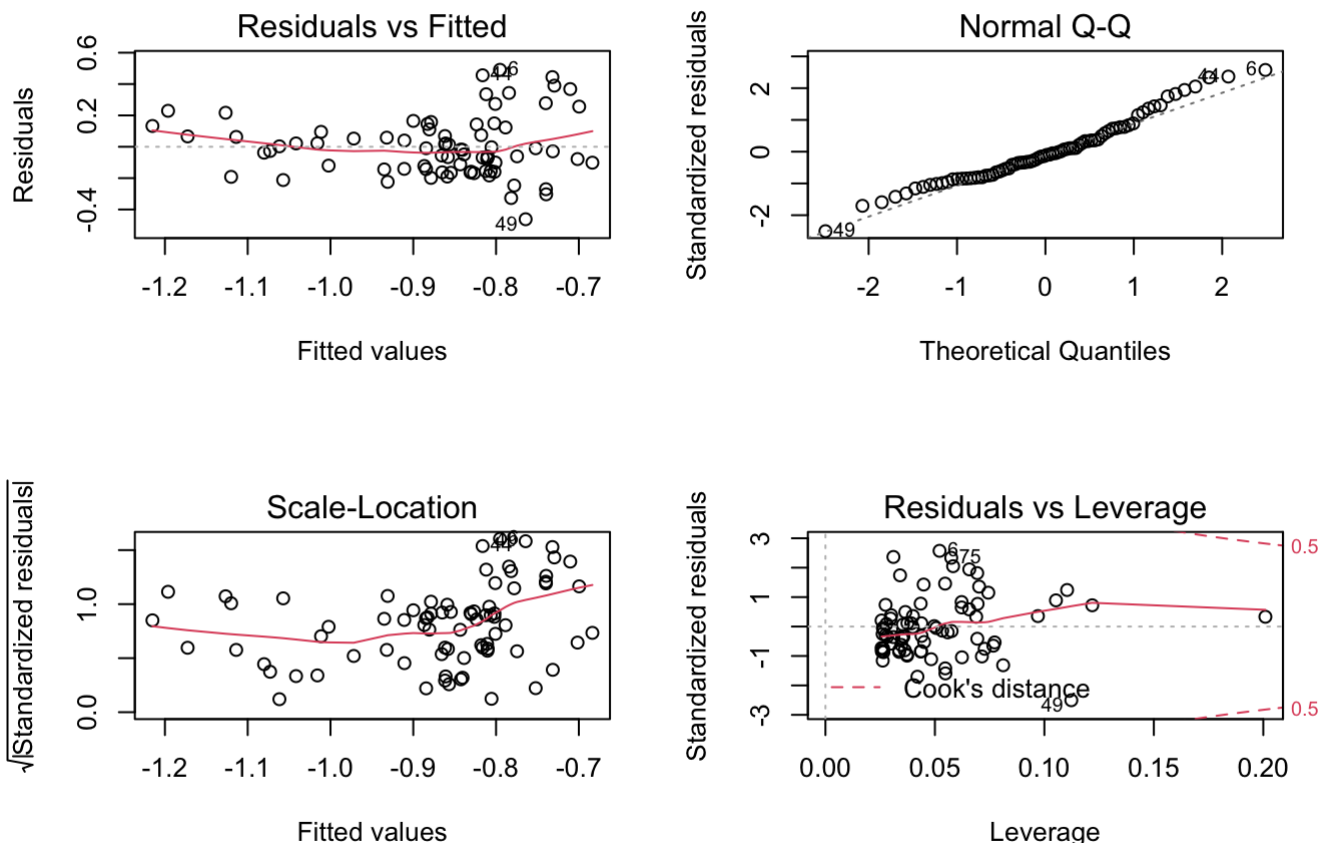 Residuals vs Fitted
Residuals
0.6
0.2
-0.4
44
6
49
-1.2 -1.1 -1.0 -0.9 -0.8 -0.7
Fitted values
Normal Q-Q
Standardized residuals
2
0
-2
44
6
49
-2 -1 0 1 2
Theoretical Quantiles
Scale-Location
√|Standardized residuals|
1.0
0.0
44
-1.2 -1.1 -1.0 -0.9 -0.8 -0.7
Fitted values
Residuals vs Leverage
Standardized residuals
3
1
-1
-3
6
75
49
Cook's distance
0.5
0.5
0.00 0.05 0.10 0.15 0.20
Leverage